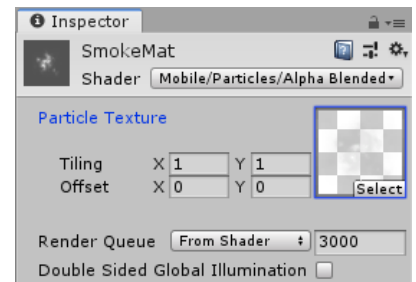 Inspector
SmokeMat
Shader Mobile/Particles/Alpha Blended
Particle Texture
Tiling X 1 Y 1
Offset X 0 Y 0
Select
Render Queue From Shader 3000
Double Sided Global Illumination